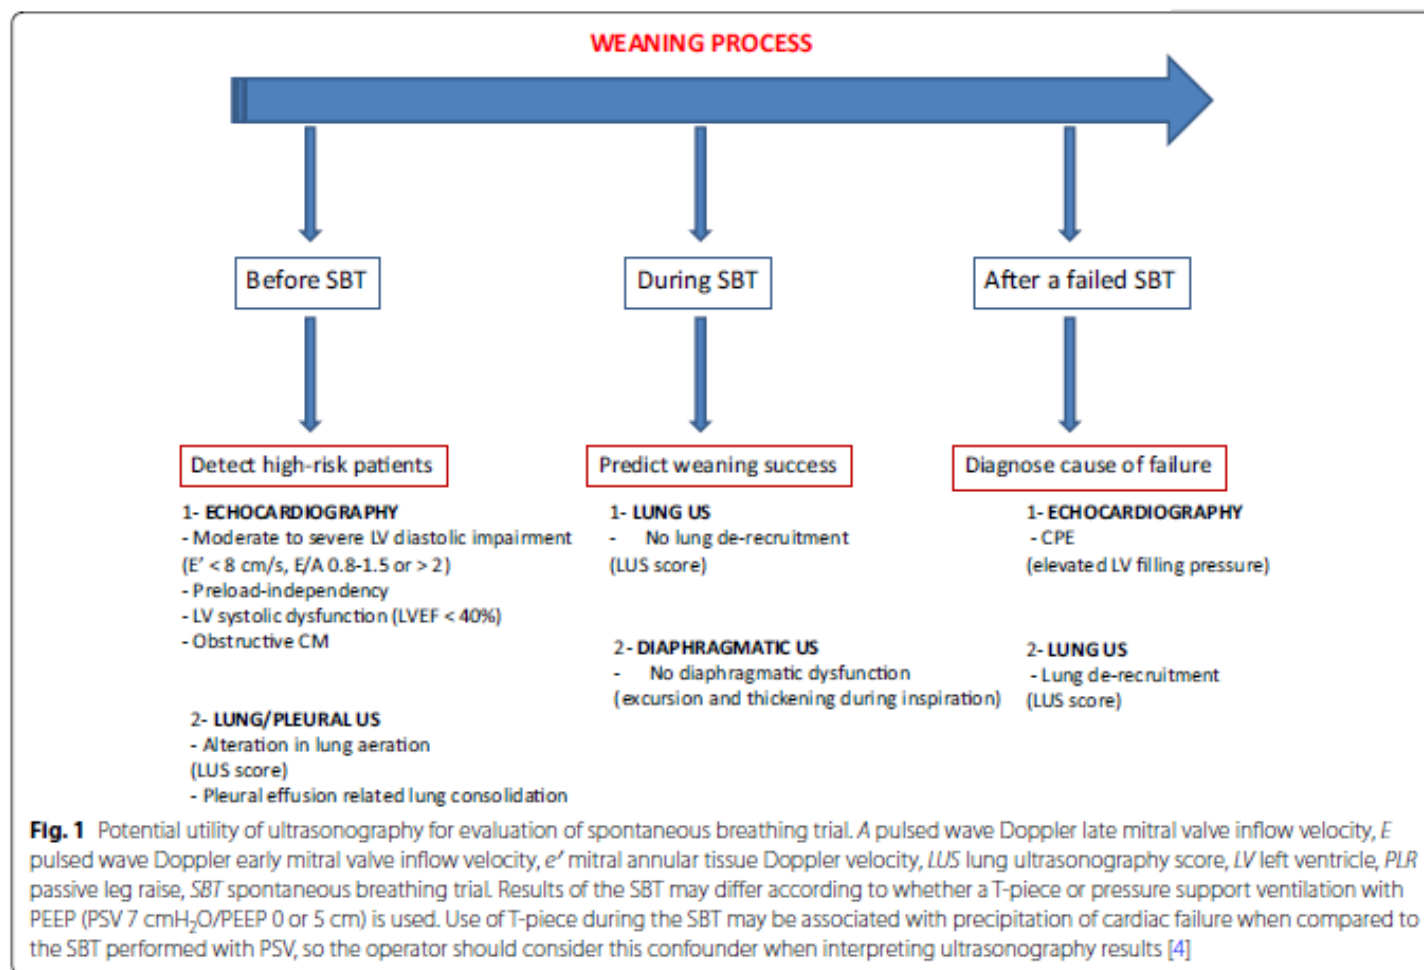 WEANING PROCESS
Before SBT
During SBT
After a failed SBT
Detect high-risk patients
Predict weaning success
Diagnose cause of failure
1- ECHOCARDIOGRAPHY
- Moderate to severe LV diastolic impairment
(E' < 8 cm/s, E/A 0.8-1.5 or > 2)
- Preload-independency
- LV systolic dysfunction (LVEF < 40%)
- Obstructive CM
2- LUNG/PLEURAL US
- Alteration in lung aeration
(LUS score)
- Pleural effusion related lung consolidation
1- LUNG US
- No lung de-recruitment
(LUS score)
2- DIAPHRAGMATIC US
- No diaphragmatic dysfunction
(excursion and thickening during inspiration)
1- ECHOCARDIOGRAPHY
- CPE
(elevated LV filling pressure)
2- LUNG US
- Lung de-recruitment
(LUS score)
Fig. 1 Potential utility of ultrasonography for evaluation of spontaneous breathing trial. A pulsed wave Doppler late mitral valve inflow velocity, E
pulsed wave Doppler early mitral valve inflow velocity, e′ mitral annular tissue Doppler velocity, LUS lung ultrasonography score, LV left ventricle, PLR
passive leg raise, SBT spontaneous breathing trial. Results of the SBT may differ according to whether a T-piece or pressure support ventilation with
PEEP (PSV 7 cmH₂O/PEEP 0 or 5 cm) is used. Use of T-piece during the SBT may be associated with precipitation of cardiac failure when compared to
the SBT performed with PSV, so the operator should consider this confounder when interpreting ultrasonography results [4]